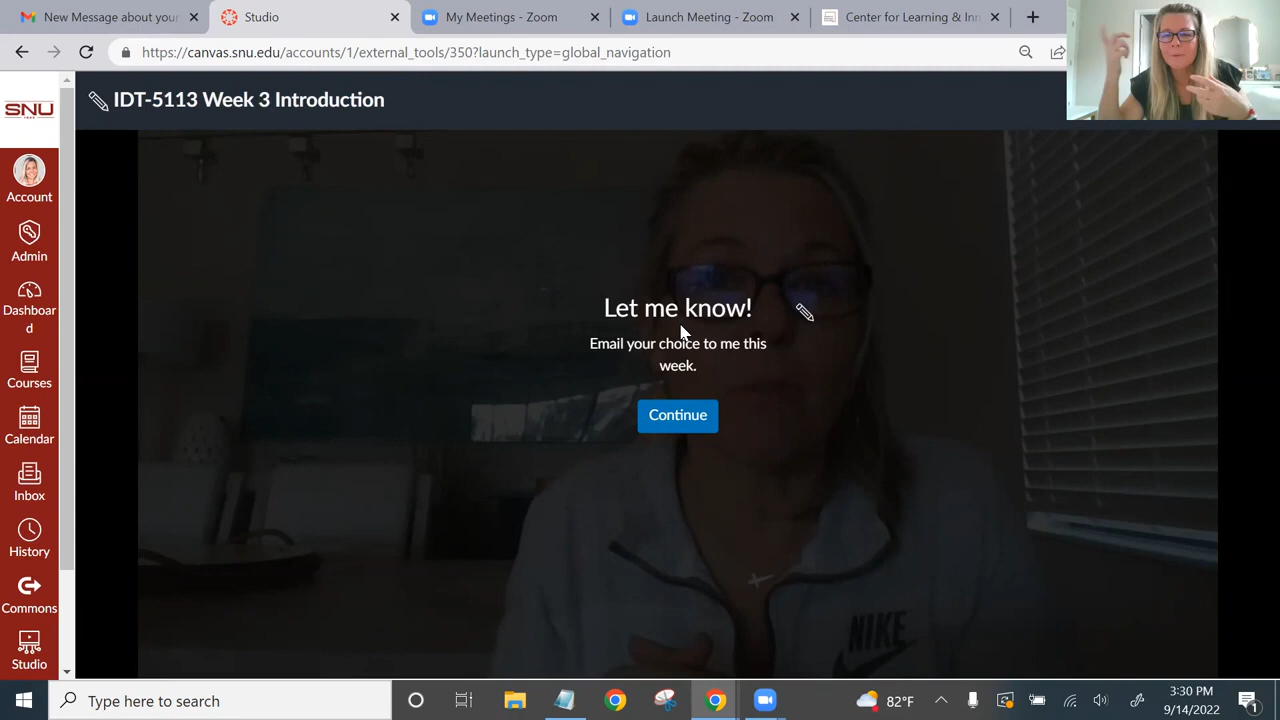 New Message about your
Studio
My Meetings - Zoom
Launch Meeting - Zoom
Center for Learning & Inn
https://canvas.snu.edu/accounts/1/external_tools/350?launch_type=global_navigation
SNU
IDT-5113 Week 3 Introduction
Account
Admin
Dashboar
d
Courses
Calendar
Inbox
History
Commons
Studio
Let me know!
Email your choice to me this
week.
Continue
NIKE
Type here to search
82°F
3:30 PM
9/14/2022
1